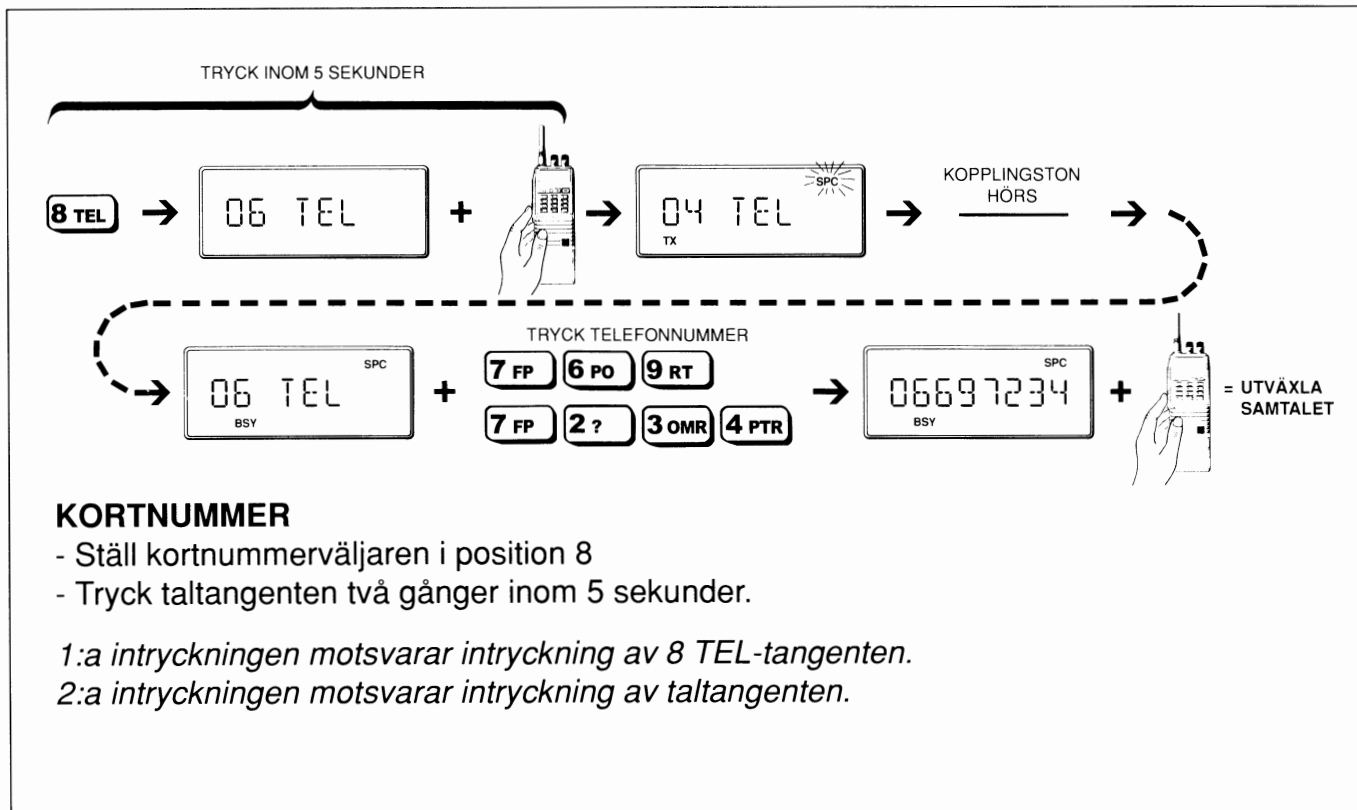 TRYCK INOM 5 SEKUNDER
8 TEL
06 TEL
+
SPC
04 TEL
TX
KOPPLINGSTON
HÖRS
SPC
06 TEL
BSY
+
TRYCK TELEFONNUMMER
7 FP 6 PO 9 RT
7 FP 2 ? 3 OMR 4 PTR
SPC
06697234
BSY
+
= UTVÄXLA
SAMTALET
KORTNUMMER
- Ställ kortnummerväljaren i position 8
- Tryck taltangenten två gånger inom 5 sekunder.
1:a intryckningen motsvarar intryckning av 8 TEL-tangenten.
2:a intryckningen motsvarar intryckning av taltangenten.